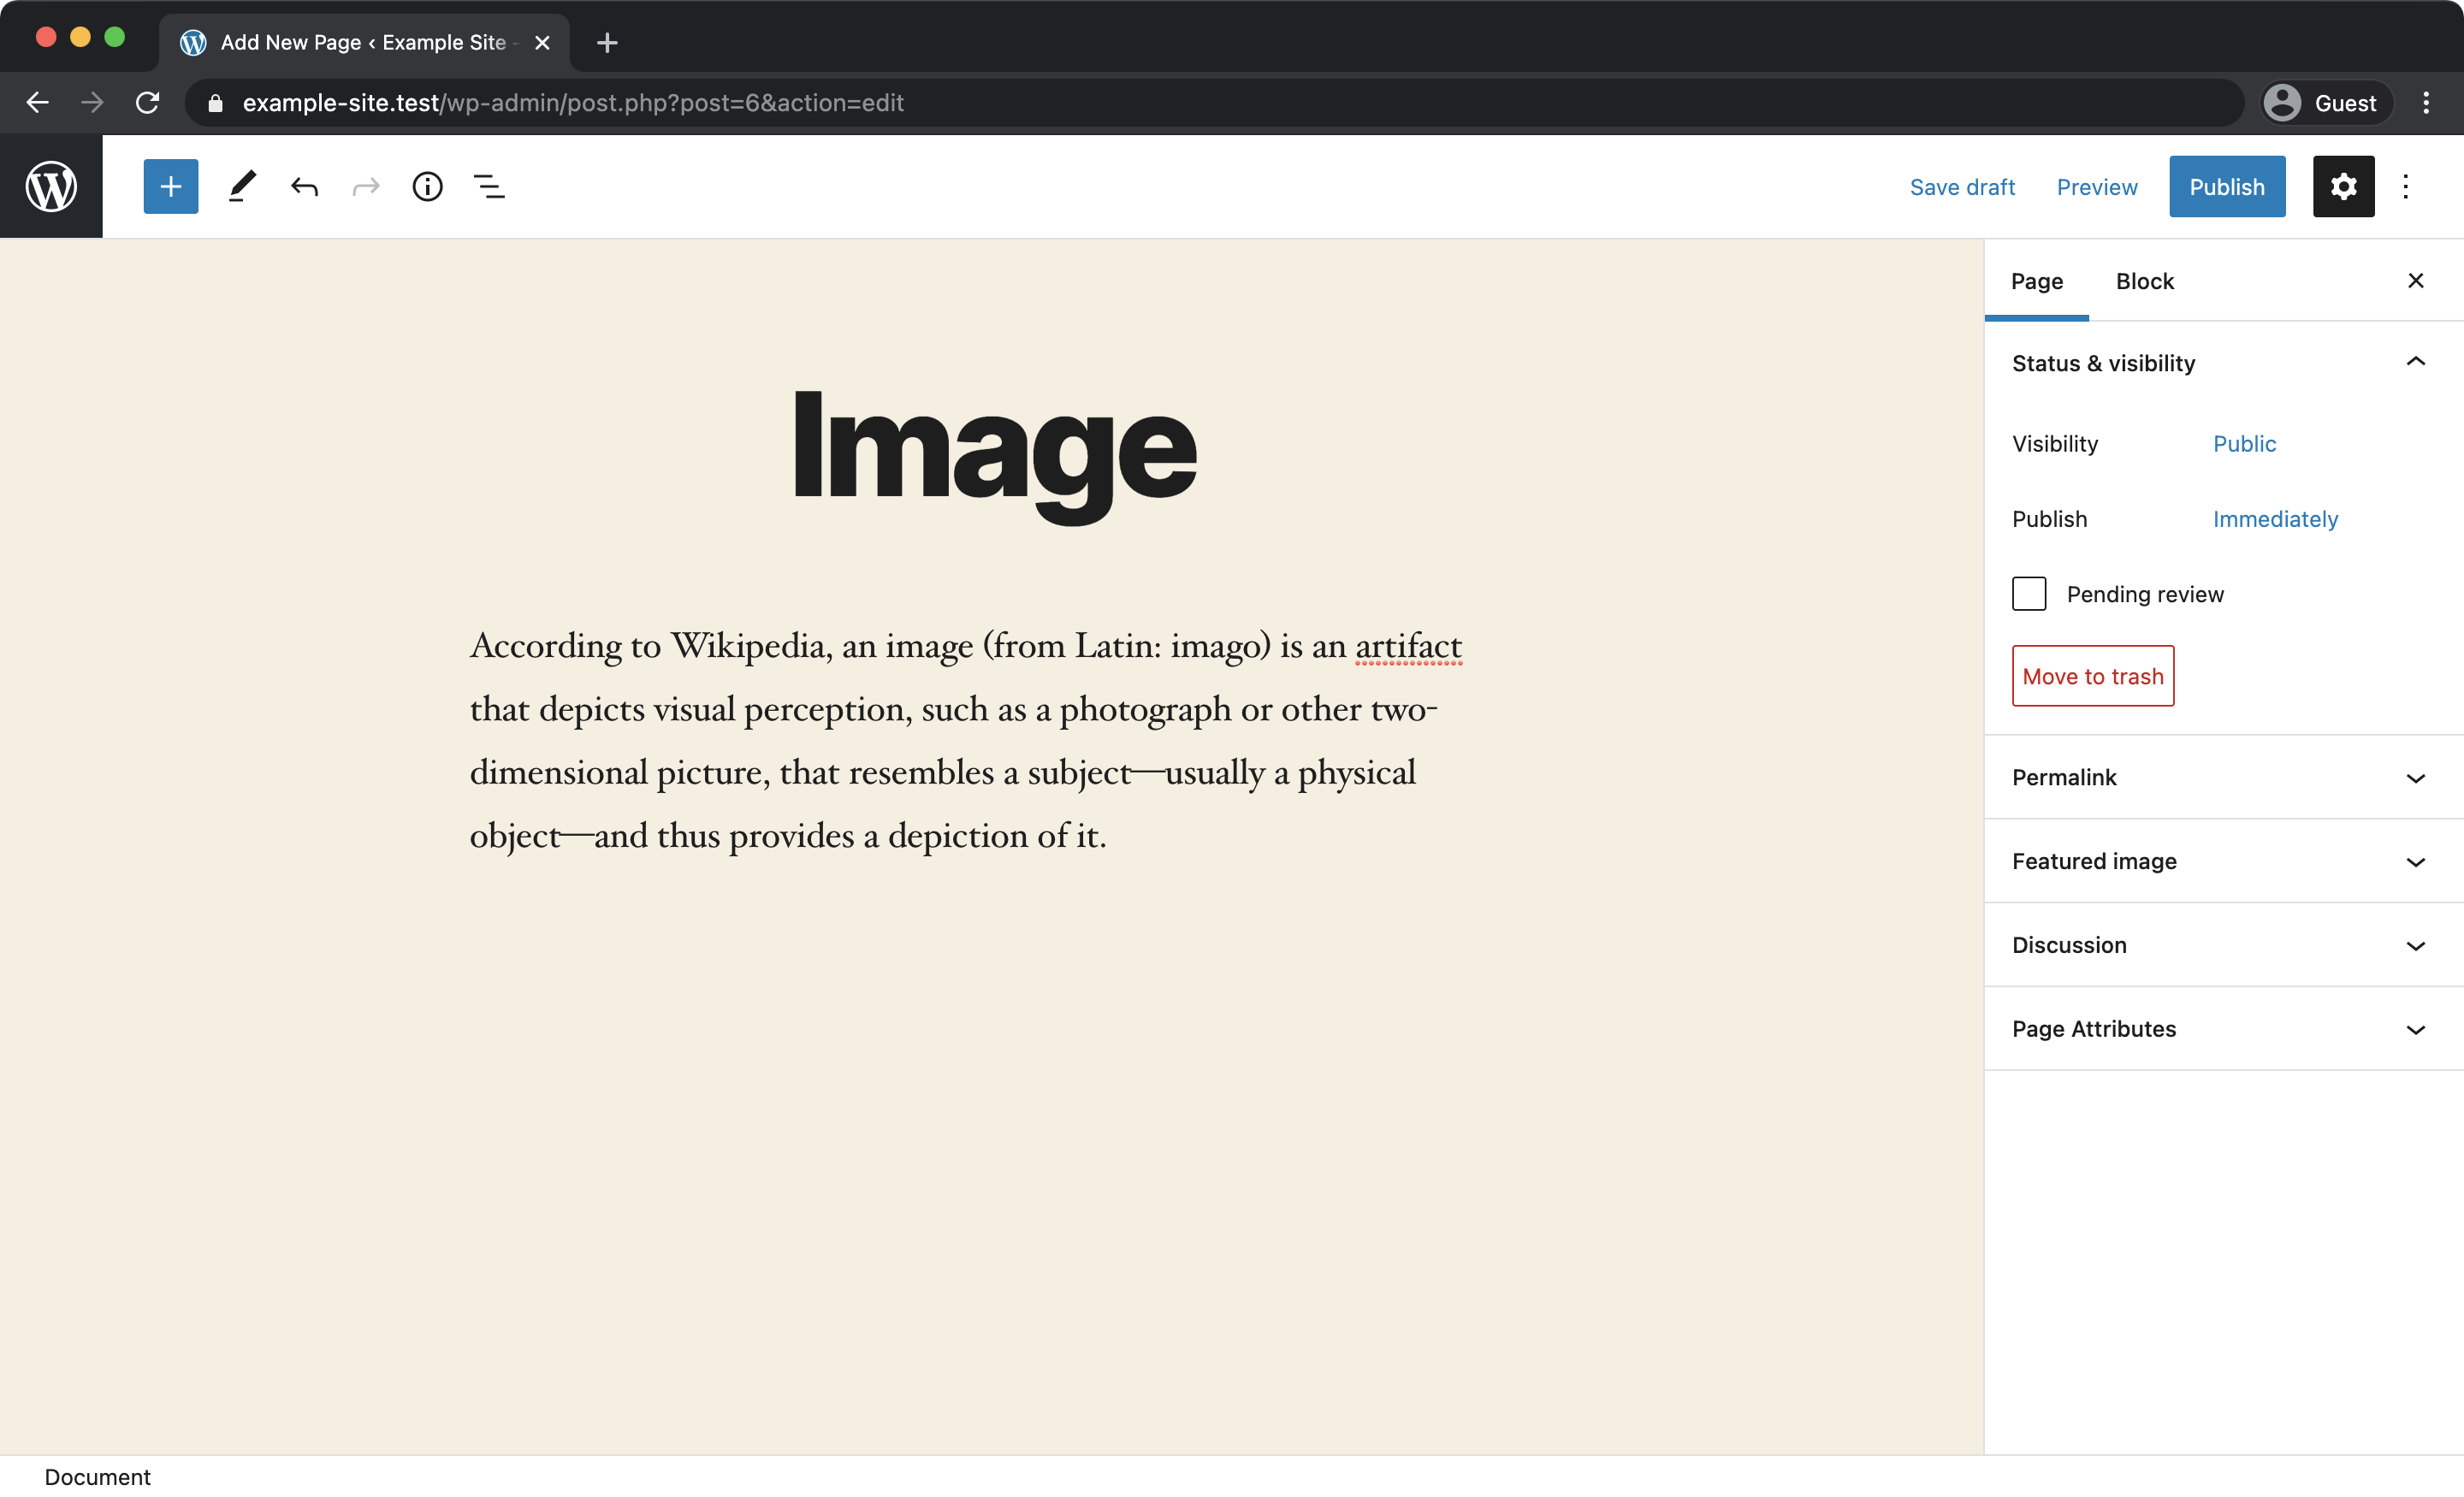 Add New Page ‹ Example Site -
example-site.test/wp-admin/post.php?post=6&action=edit
Guest
Save draft
Preview
Publish
Page
Block
Image
According to Wikipedia, an image (from Latin: imago) is an artifact
that depicts visual perception, such as a photograph or other two-
dimensional picture, that resembles a subject—usually a physical
object—and thus provides a depiction of it.
Status & visibility
Visibility Public
Publish Immediately
Pending review
Move to trash
Permalink
Featured image
Discussion
Page Attributes
Document